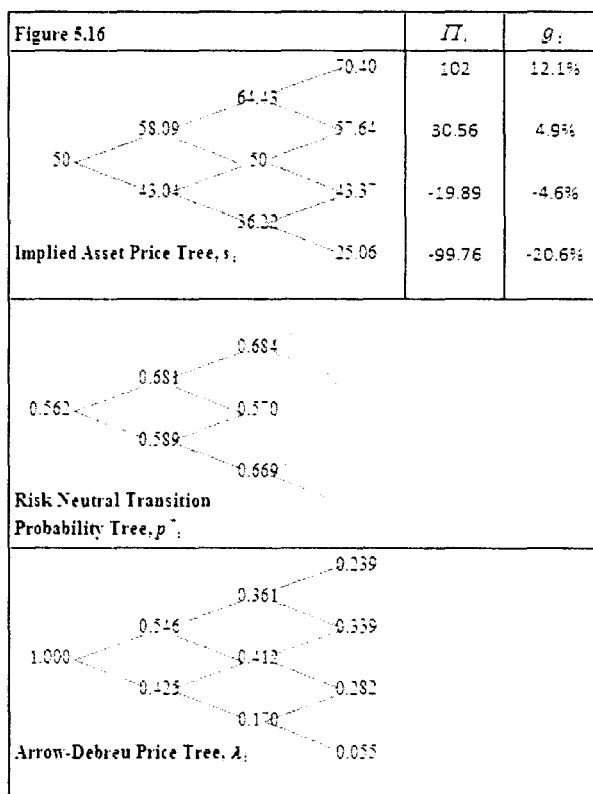 Figure 5.16 Π i g i
70.40 102 12.1%
64.43
58.09 57.64 30.56 4.9%
50 50
43.04 43.37 -19.89 -4.6%
36.22
Implied Asset Price Tree, s i 25.06 -99.76 -20.6%
0.684
0.681
0.562 0.570
0.589
0.669
Risk Neutral Transition
Probability Tree, p i
0.239
0.361
0.546 0.339
1.000 0.412
0.425 0.282
0.170
Arrow-Debreu Price Tree, λ i 0.055